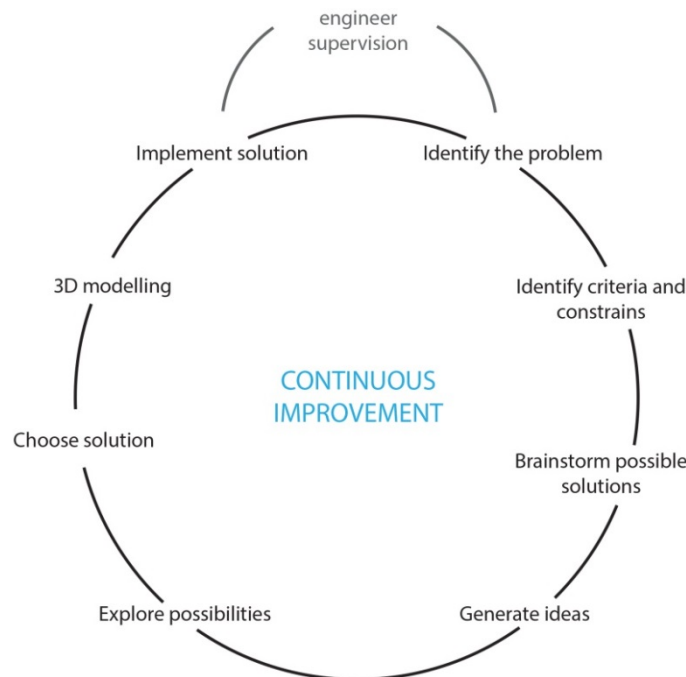 engineer
supervision
Implement solution
Identify the problem
3D modelling
Identify criteria and
constrains
CONTINUOUS
IMPROVEMENT
Choose solution
Brainstorm possible
solutions
Explore possibilities
Generate ideas